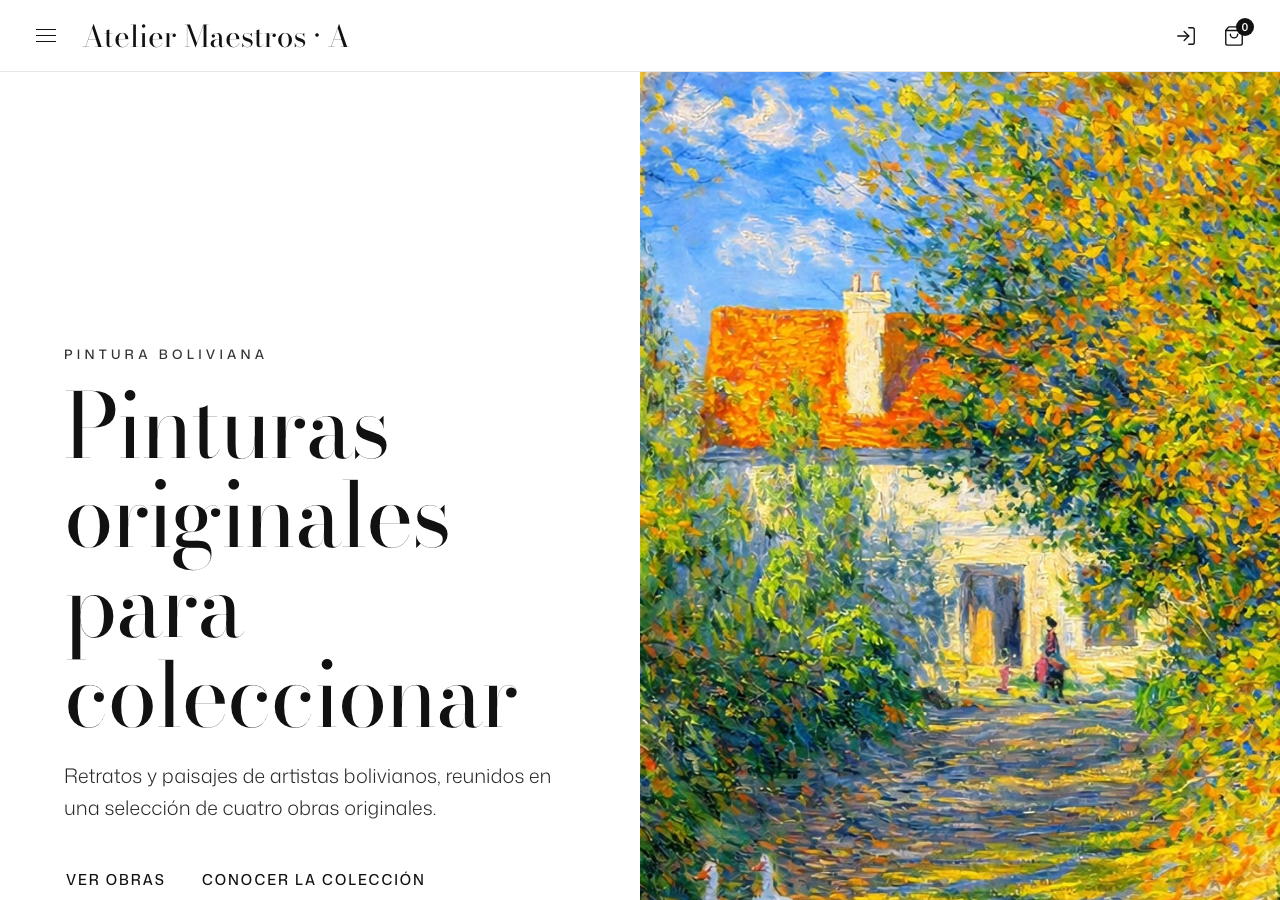 Atelier Maestros · A
0
PINTURA BOLIVIANA
Pinturas
originales
para
coleccionar
Retratos y paisajes de artistas bolivianos, reunidos en
una selección de cuatro obras originales.
VER OBRAS CONOCER LA COLECCIÓN